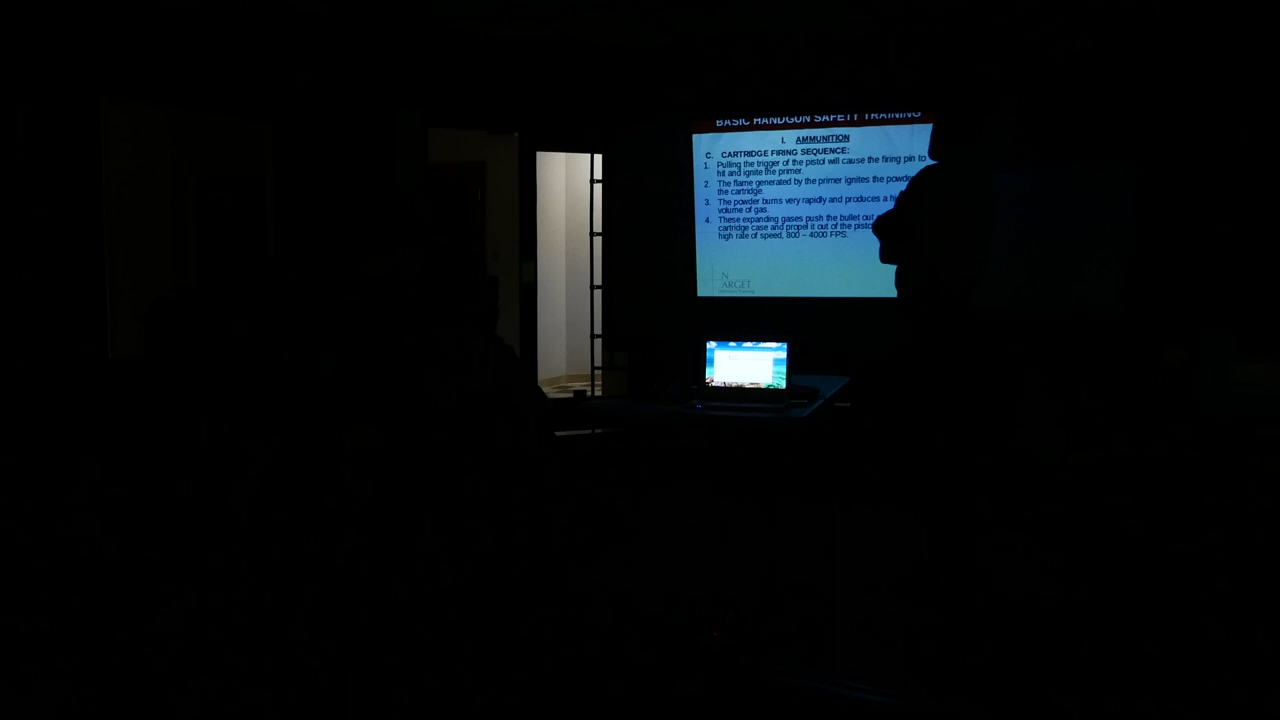 BASIC HANDGUN SAFETY TRAINING
I. AMMUNITION
C. CARTRIDGE FIRING SEQUENCE:
1. Pulling the trigger of the pistol will cause the firing pin to
hit and ignite the primer.
2. The flame generated by the primer ignites the powde
the cartridge.
3. The powder burns very rapidly and produces a hi
volume of gas.
4. These expanding gases push the bullet out
cartridge case and propel it out of the pisto
high rate of speed, 800 – 4000 FPS.
N
ARGET